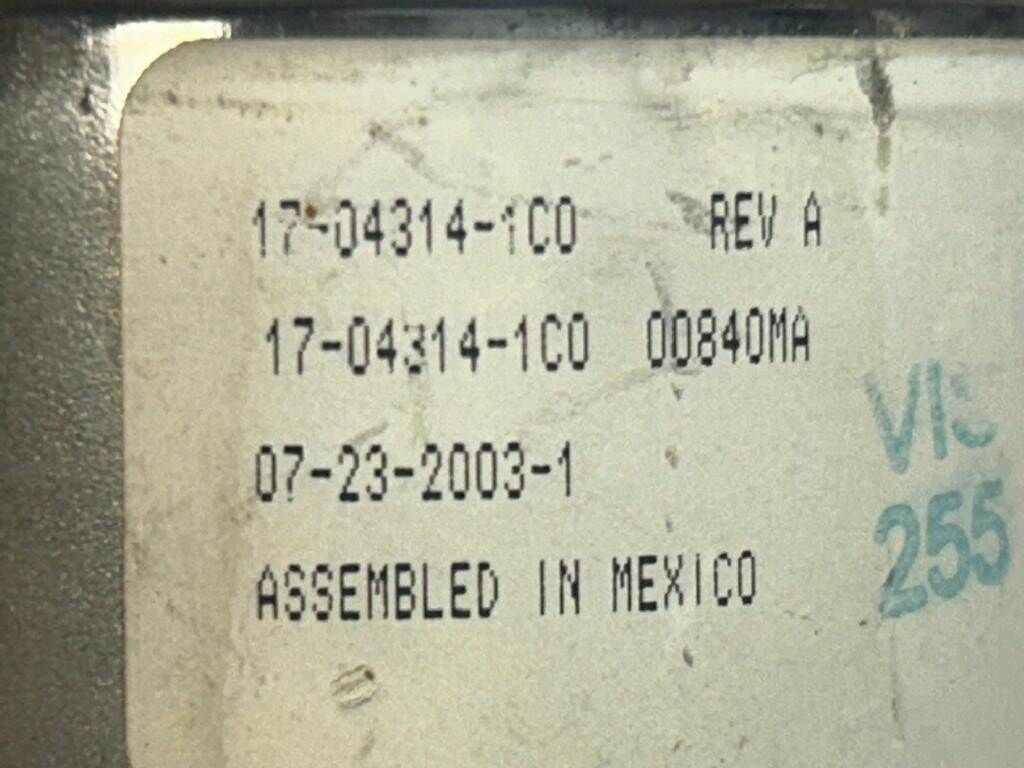 17-04314-1C0 REV A
17-04314-1C0 00840MA
07-23-2003-1
ASSEMBLED IN MEXICO
255